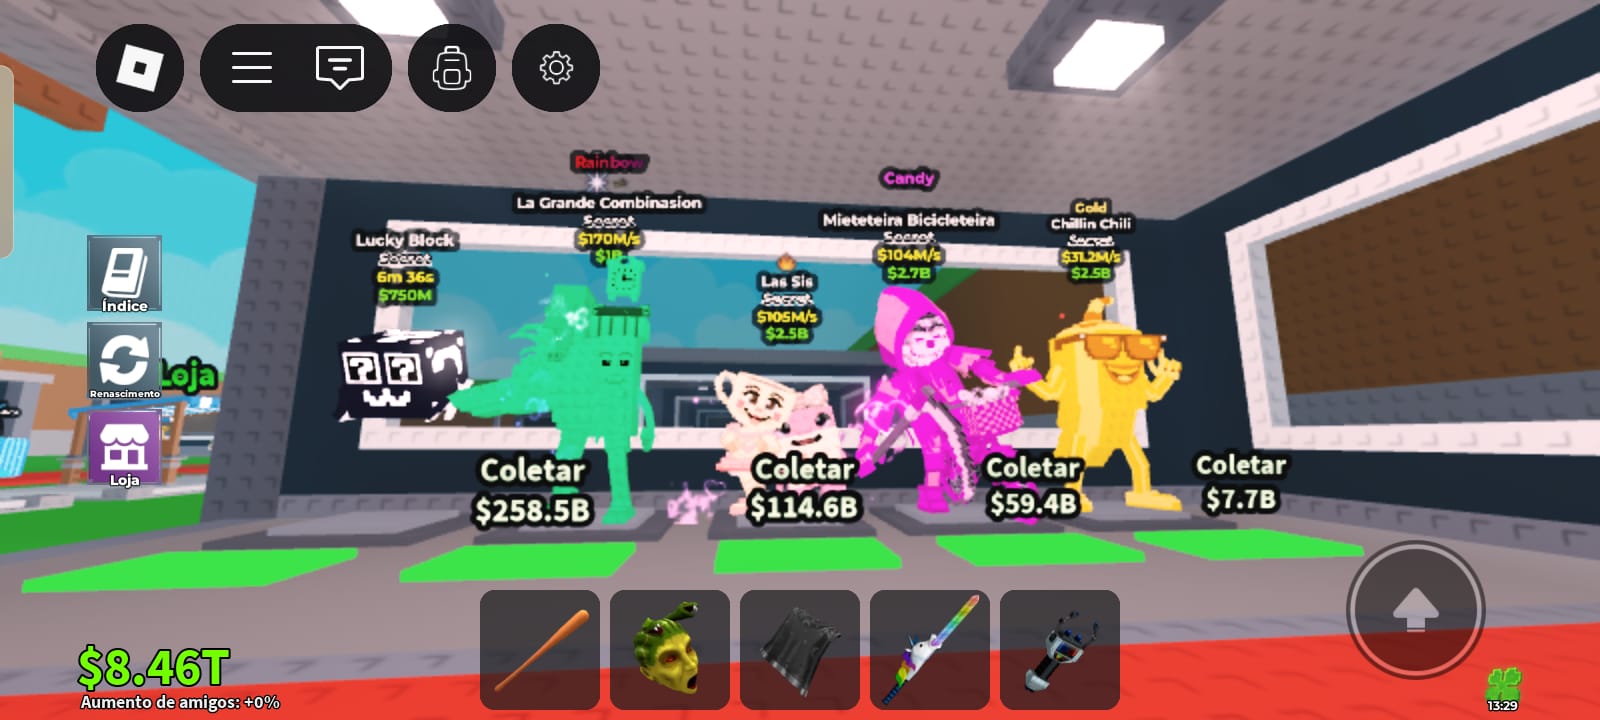 Rainbow
La Grande Combinasion
Secret
$170M/s
$1B
Candy
Mieteteira Bicicleteira
Secret
$104M/s
$2.7B
Gold
Chillin Chili
Secret
$31.2M/s
$2.5B
Lucky Block
Secret
6m 36s
$750M
Las Sis
Secret
$105M/s
$2.5B
Índice
Renascimento
Loja
Loja
? ?
Coletar
$258.5B
Coletar
$114.6B
Coletar
$59.4B
Coletar
$7.7B
$8.46T
Aumento de amigos: +0%
13:29